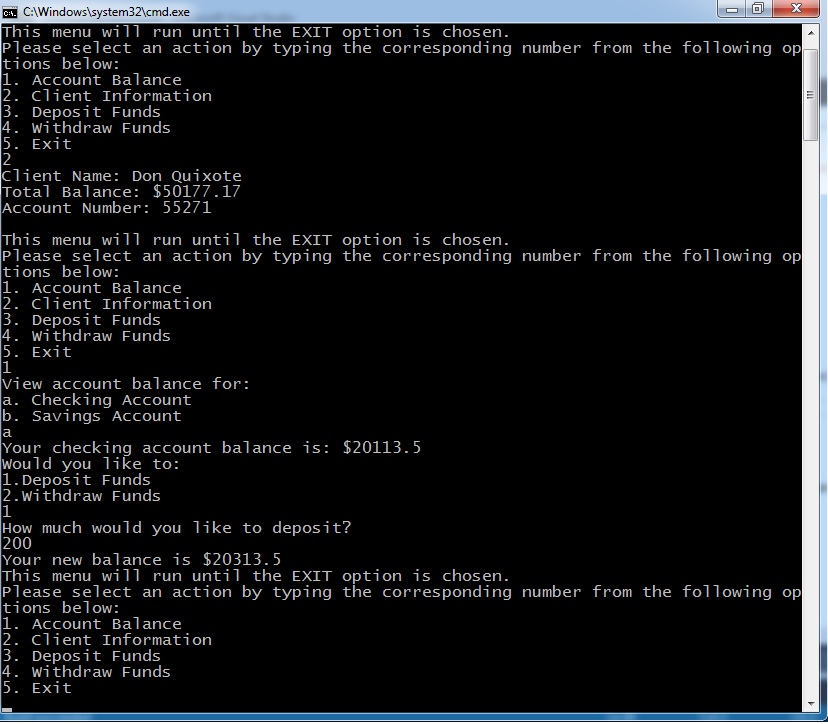 C:\Windows\system32\cmd.exe
This menu will run until the EXIT option is chosen.
Please select an action by typing the corresponding number from the following op
tions below:
1. Account Balance
2. Client Information
3. Deposit Funds
4. Withdraw Funds
5. Exit
2
Client Name: Don Quixote
Total Balance: $50177.17
Account Number: 55271
This menu will run until the EXIT option is chosen.
Please select an action by typing the corresponding number from the following op
tions below:
1. Account Balance
2. Client Information
3. Deposit Funds
4. Withdraw Funds
5. Exit
1
View account balance for:
a. Checking Account
b. Savings Account
a
Your checking account balance is: $20113.5
Would you like to:
1.Deposit Funds
2.Withdraw Funds
1
How much would you like to deposit?
200
Your new balance is $20313.5
This menu will run until the EXIT option is chosen.
Please select an action by typing the corresponding number from the following op
tions below:
1. Account Balance
2. Client Information
3. Deposit Funds
4. Withdraw Funds
5. Exit